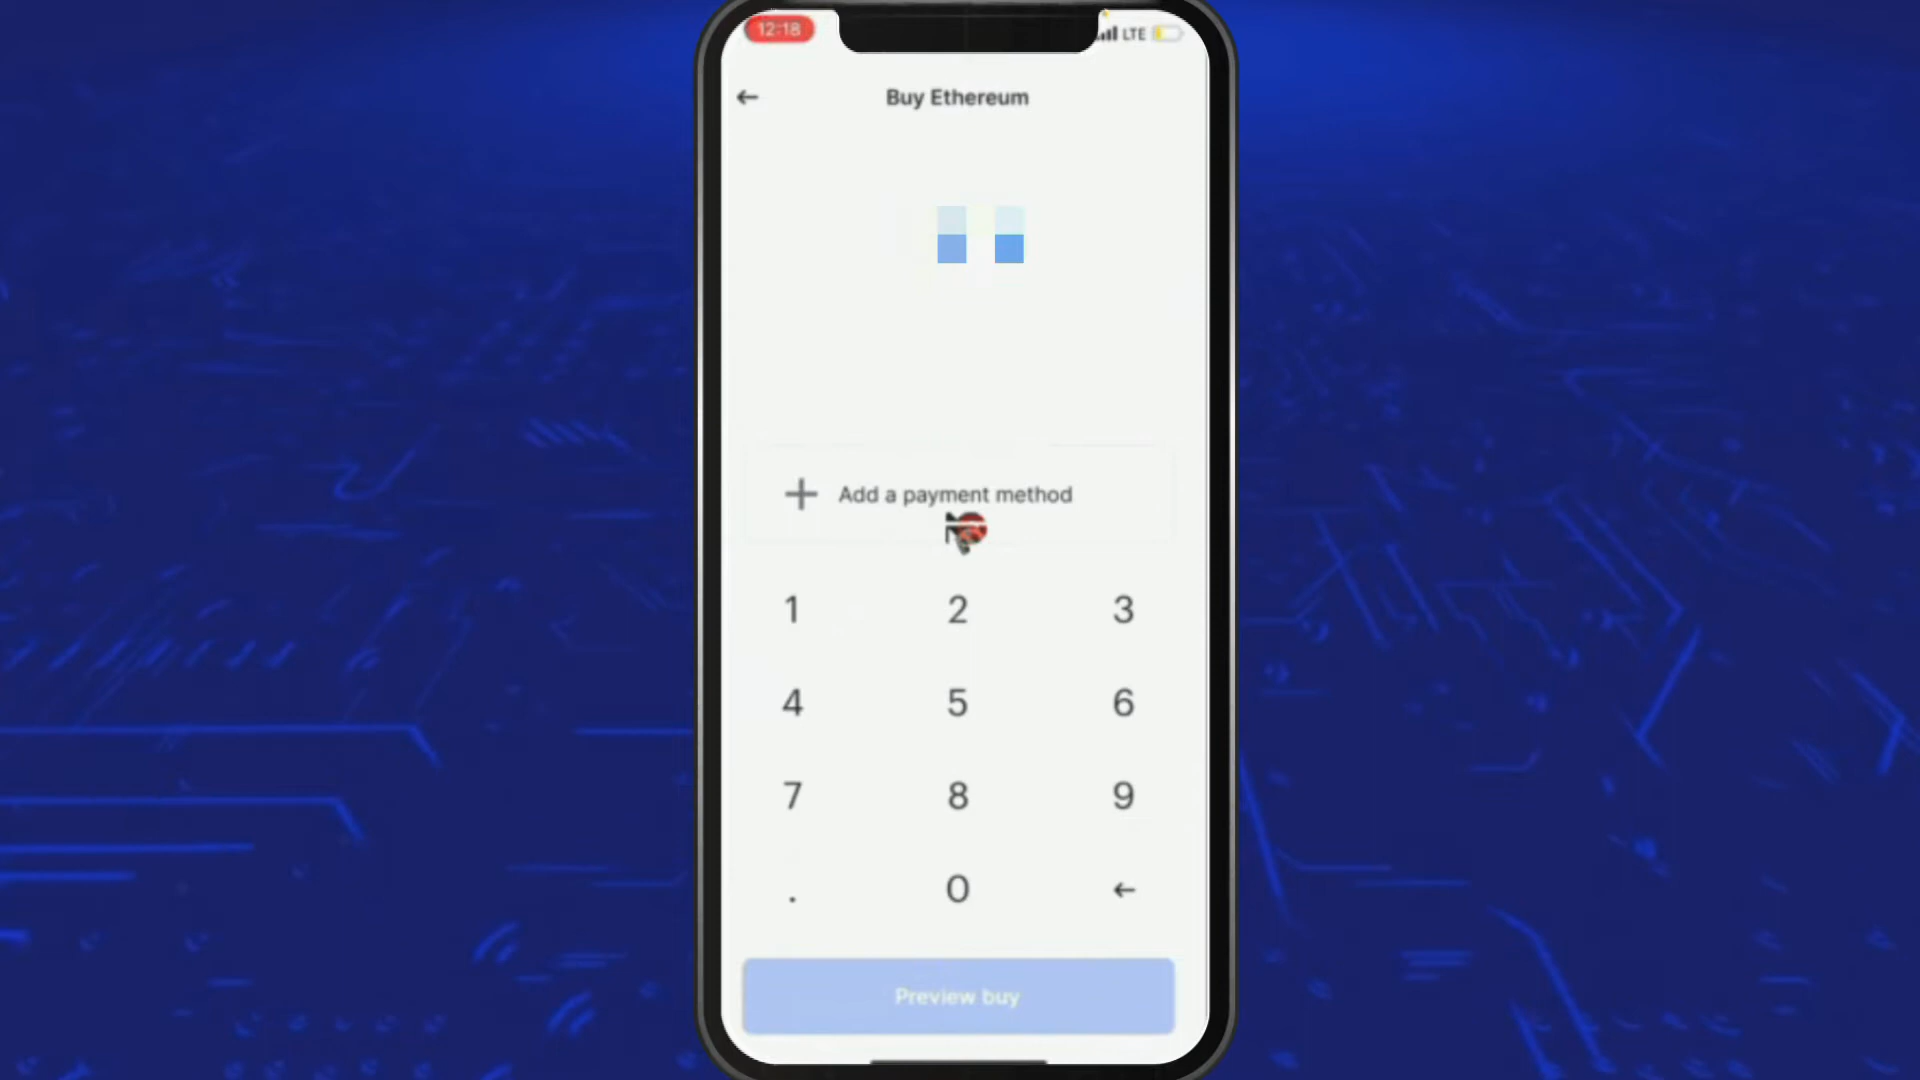 12:18
LTE
Buy Ethereum
Add a payment method
1 2 3
4 5 6
7 8 9
. 0
Preview buy